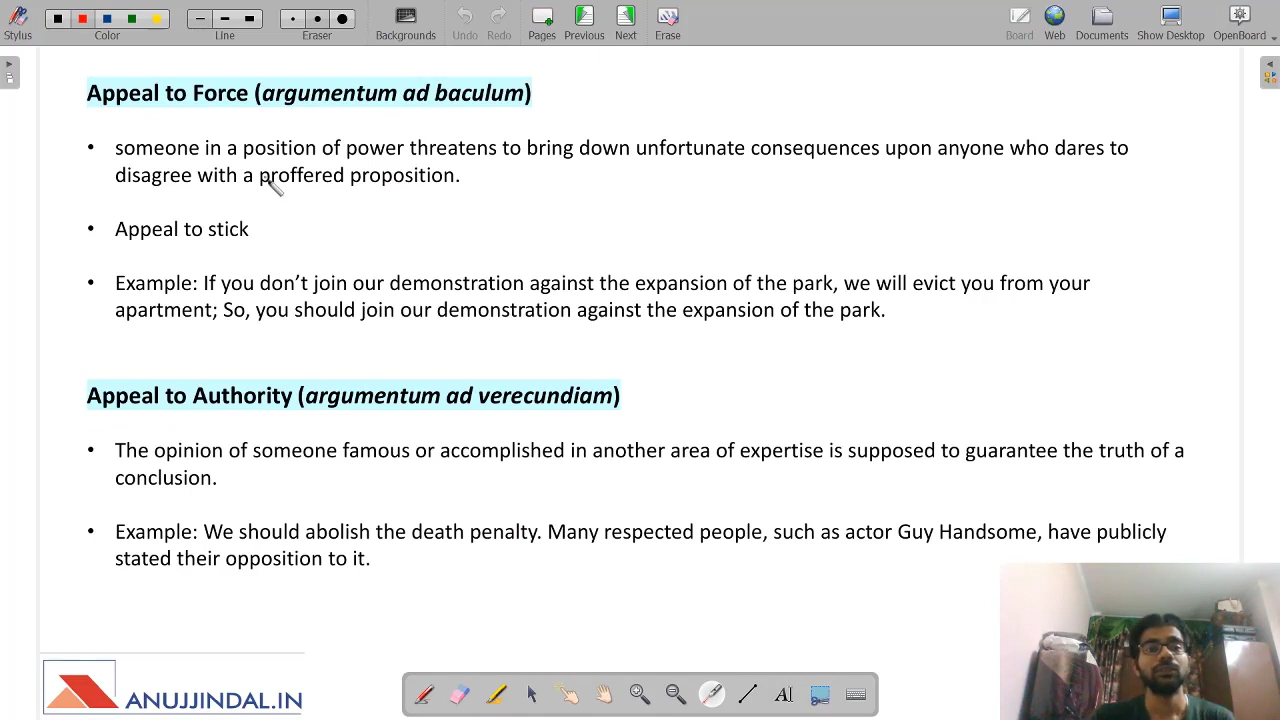 Stylus
Color
Line
Eraser
Backgrounds
Undo
Redo
Pages
Previous
Next
Erase
Board
Web
Documents
Show Desktop
OpenBoard
Appeal to Force (argumentum ad baculum)
• someone in a position of power threatens to bring down unfortunate consequences upon anyone who dares to
disagree with a proffered proposition.
• Appeal to stick
• Example: If you don’t join our demonstration against the expansion of the park, we will evict you from your
apartment; So, you should join our demonstration against the expansion of the park.
Appeal to Authority (argumentum ad verecundiam)
• The opinion of someone famous or accomplished in another area of expertise is supposed to guarantee the truth of a
conclusion.
• Example: We should abolish the death penalty. Many respected people, such as actor Guy Handsome, have publicly
stated their opposition to it.
ANUJJINDAL.IN
AI